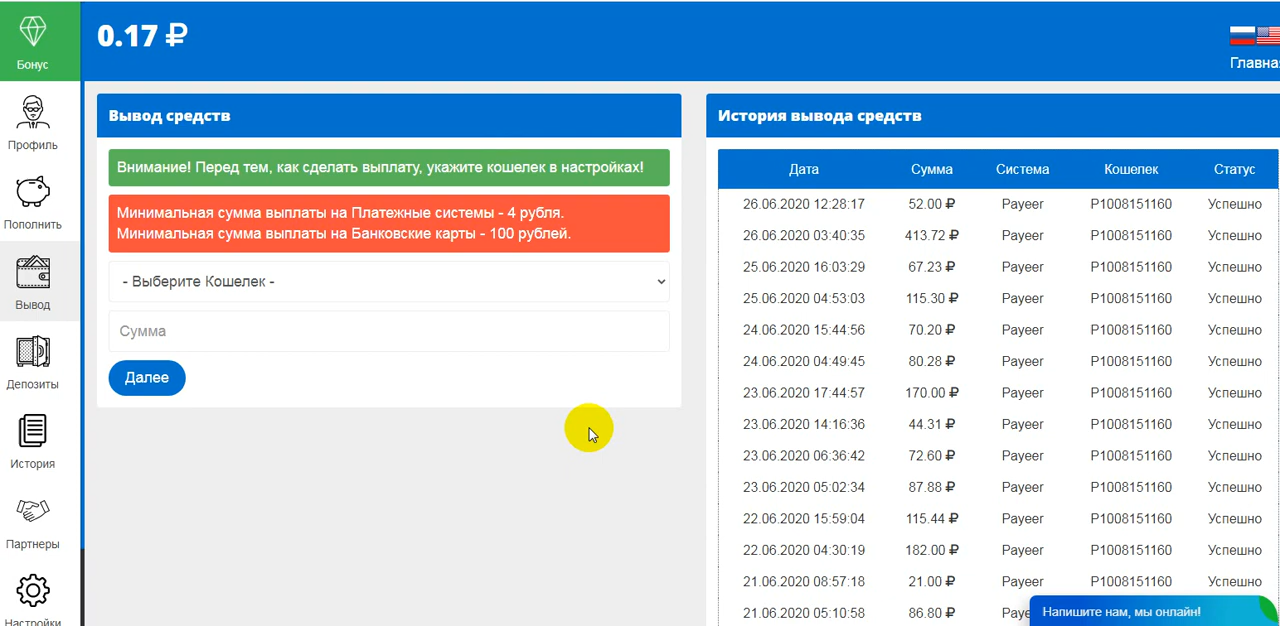 0.17 ₽
Бонус
Главна
Профиль
Пополнить
Вывод
Депозиты
История
Партнеры
Настройки
Вывод средств
Внимание! Перед тем, как сделать выплату, укажите кошелек в настройках!
Минимальная сумма выплаты на Платежные системы - 4 рубля.
Минимальная сумма выплаты на Банковские карты - 100 рублей.
- Выберите Кошелек -
Сумма
Далее
История вывода средств
Дата Сумма Система Кошелек Статус
26.06.2020 12:28:17 52.00 ₽ Payeer P1008151160 Успешно
26.06.2020 03:40:35 413.72 ₽ Payeer P1008151160 Успешно
25.06.2020 16:03:29 67.23 ₽ Payeer P1008151160 Успешно
25.06.2020 04:53:03 115.30 ₽ Payeer P1008151160 Успешно
24.06.2020 15:44:56 70.20 ₽ Payeer P1008151160 Успешно
24.06.2020 04:49:45 80.28 ₽ Payeer P1008151160 Успешно
23.06.2020 17:44:57 170.00 ₽ Payeer P1008151160 Успешно
23.06.2020 14:16:36 44.31 ₽ Payeer P1008151160 Успешно
23.06.2020 06:36:42 72.60 ₽ Payeer P1008151160 Успешно
23.06.2020 05:02:34 87.88 ₽ Payeer P1008151160 Успешно
22.06.2020 15:59:04 115.44 ₽ Payeer P1008151160 Успешно
22.06.2020 04:30:19 182.00 ₽ Payeer P1008151160 Успешно
21.06.2020 08:57:18 21.00 ₽ Payeer P1008151160 Успешно
21.06.2020 05:10:58 86.80 ₽ Paye
Напишите нам, мы онлайн!